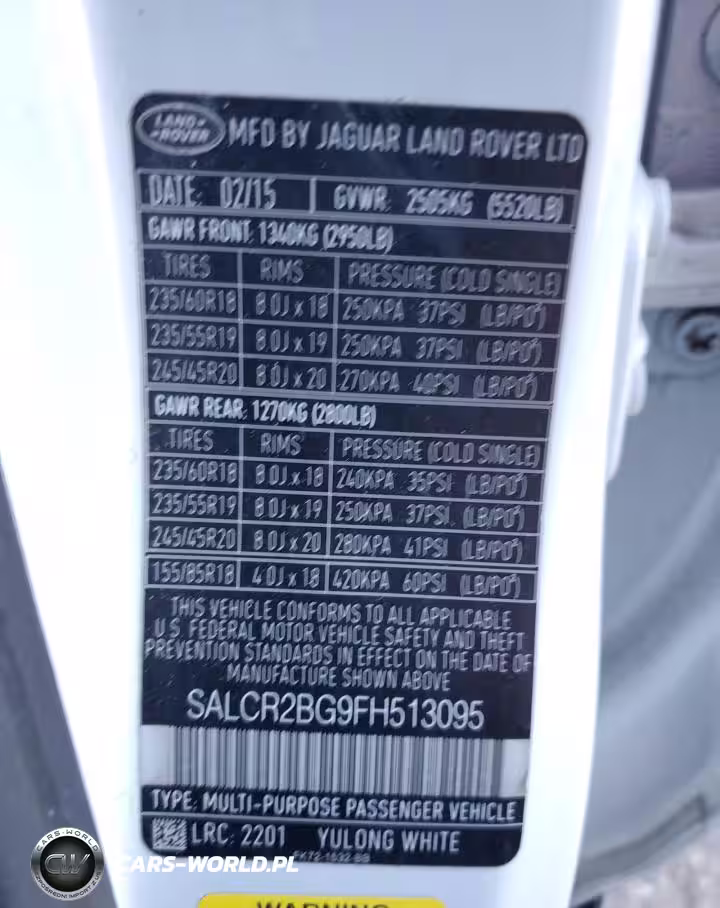 LAND-
-ROVER
MFD BY JAGUAR LAND ROVER LTD
DATE: 02/15 GVWR: 2505KG (5520LB)
GAWR FRONT: 1340KG (2950LB)
TIRES RIMS PRESSURE (COLD SINGLE)
235/60R18 8.0J x 18 250KPA 37PSI (LB/PO²)
235/55R19 8.0J x 19 250KPA 37PSI (LB/PO²)
245/45R20 8.0J x 20 270KPA 40PSI (LB/PO²)
GAWR REAR: 1270KG (2800LB)
TIRES RIMS PRESSURE (COLD SINGLE)
235/60R18 8.0J x 18 240KPA 35PSI (LB/PO²)
235/55R19 8.0J x 19 250KPA 37PSI (LB/PO²)
245/45R20 8.0J x 20 280KPA 41PSI (LB/PO²)
155/85R18 4.0J x 18 420KPA 60PSI (LB/PO²)
THIS VEHICLE CONFORMS TO ALL APPLICABLE
U.S. FEDERAL MOTOR VEHICLE SAFETY AND THEFT
PREVENTION STANDARDS IN EFFECT ON THE DATE OF
MANUFACTURE SHOWN ABOVE
SALCR2BG9FH513095
TYPE: MULTI-PURPOSE PASSENGER VEHICLE
LRC: 2201 YULONG WHITE
CARS-WORLD
CW
CARS-WORLD.PL
WARNING